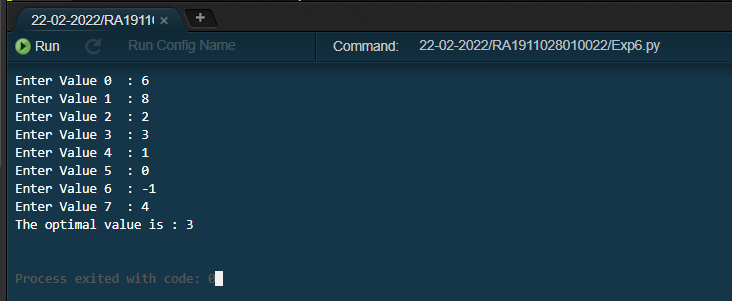 22-02-2022/RA19110
Run Run Config Name Command: 22-02-2022/RA1911028010022/Exp6.py
Enter Value 0  : 6
Enter Value 1  : 8
Enter Value 2  : 2
Enter Value 3  : 3
Enter Value 4  : 1
Enter Value 5  : 0
Enter Value 6  : -1
Enter Value 7  : 4
The optimal value is : 3
Process exited with code: 0